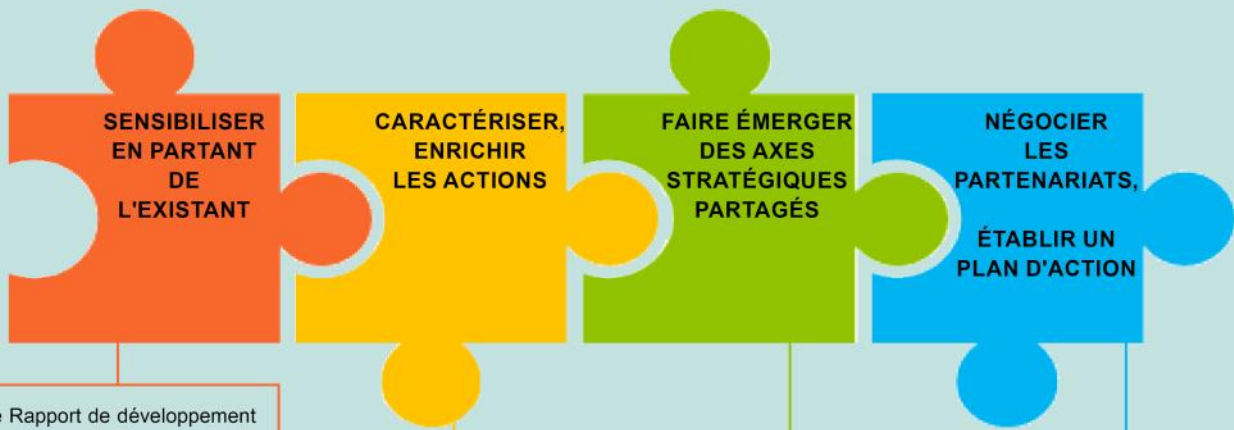 SENSIBILISER
EN PARTANT
DE
L'EXISTANT
CARACTÉRISER,
ENRICHIR
LES ACTIONS
FAIRE ÉMERGER
DES AXES
STRATÉGIQUES
PARTAGÉS
NÉGOCIER
LES
PARTENARIATS,
ÉTABLIR UN
PLAN D'ACTION
Rapport de développement